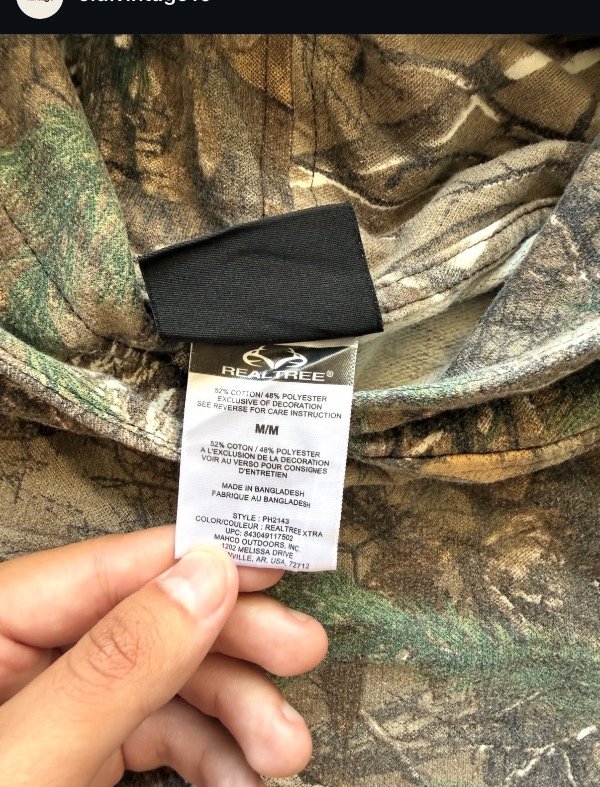 REALTREE®
52% COTTON/ 48% POLYESTER
EXCLUSIVE OF DECORATION
SEE REVERSE FOR CARE INSTRUCTION
M/M
52% COTON / 48% POLYESTER
A L'EXCLUSION DE LA DECORATION
VOIR AU VERSO POUR CONSIGNES
D'ENTRETIEN
MADE IN BANGLADESH
FABRIQUE AU BANGLADESH
STYLE : PH2143
COLOR/COULEUR : REALTREE XTRA
UPC: 843049117502
MAHCO OUTDOORS, INC.
1202 MELISSA DRIVE
AR, USA, 72712